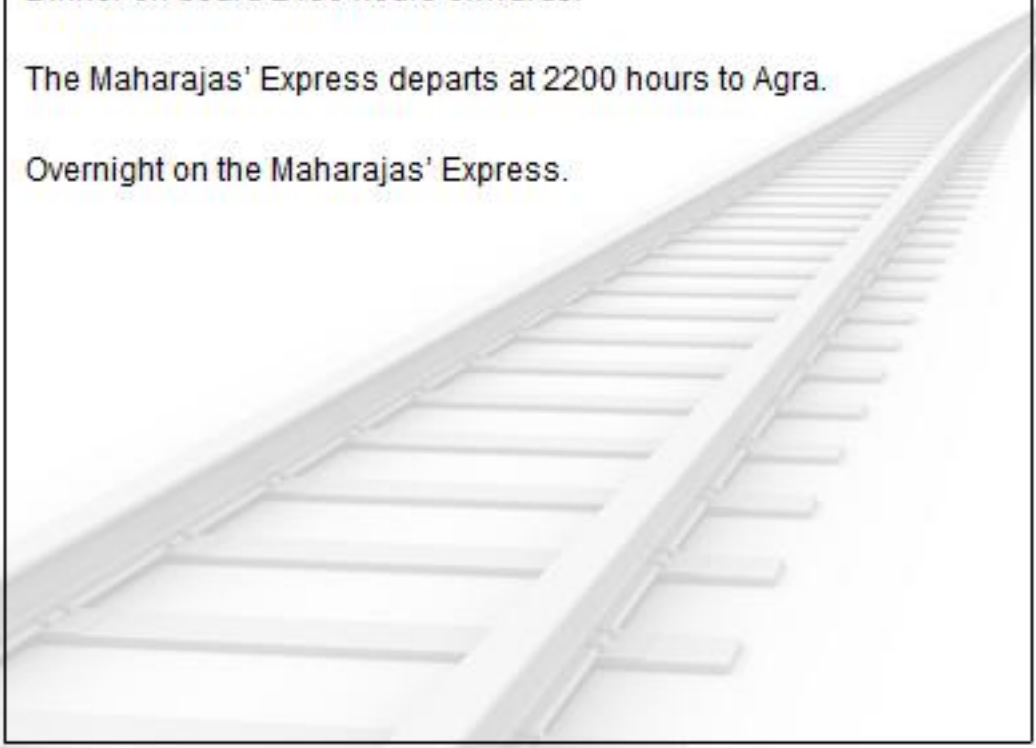 The Maharajas' Express departs at 2200 hours to Agra.
Overnight on the Maharajas' Express.